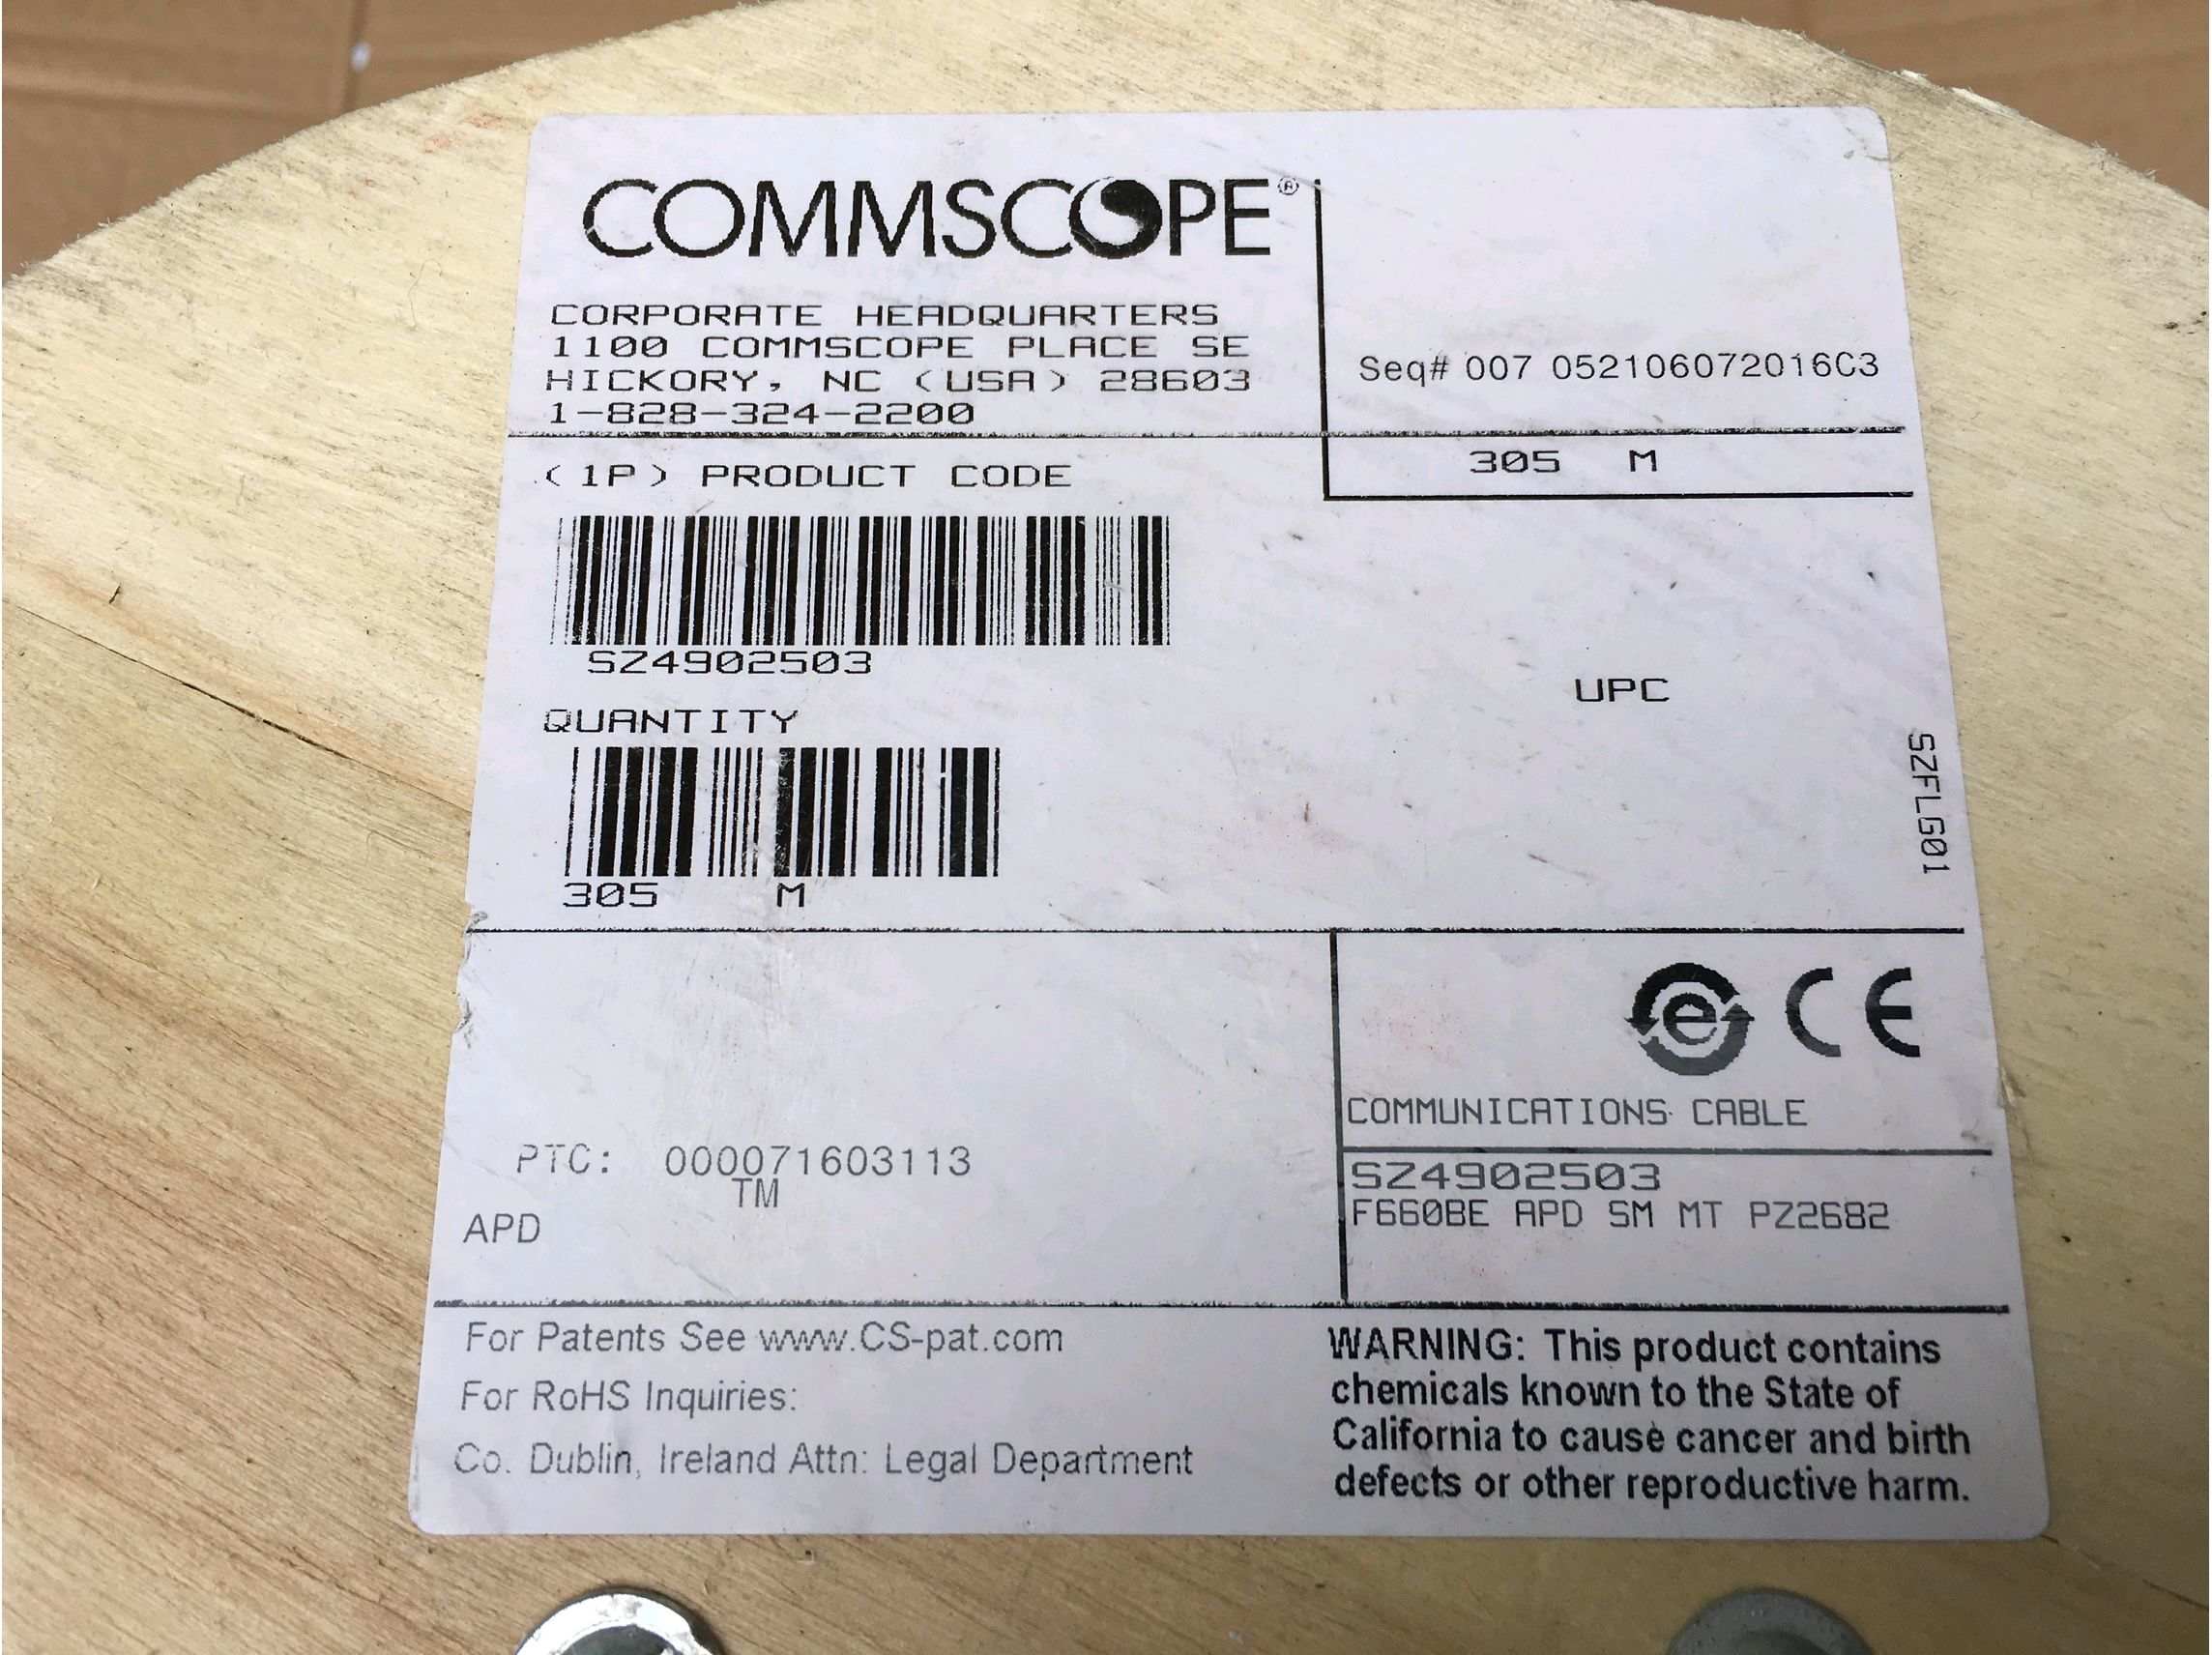 COMMSCOPE®
CORPORATE HEADQUARTERS
1100 COMMSCOPE PLACE SE
HICKORY, NC (USA) 28603
1-828-324-2200
Seq# 007 052106072016C3
305 M
(1P) PRODUCT CODE
SZ4902503
QUANTITY
305 M
UPC
SZFLG01
CE
COMMUNICATIONS CABLE
SZ4902503
F660BE APD SM MT PZ2682
PTC: 000071603113
TM
APD
For Patents See www.CS-pat.com
For RoHS Inquiries:
Co. Dublin, Ireland Attn: Legal Department
WARNING: This product contains
chemicals known to the State of
California to cause cancer and birth
defects or other reproductive harm.